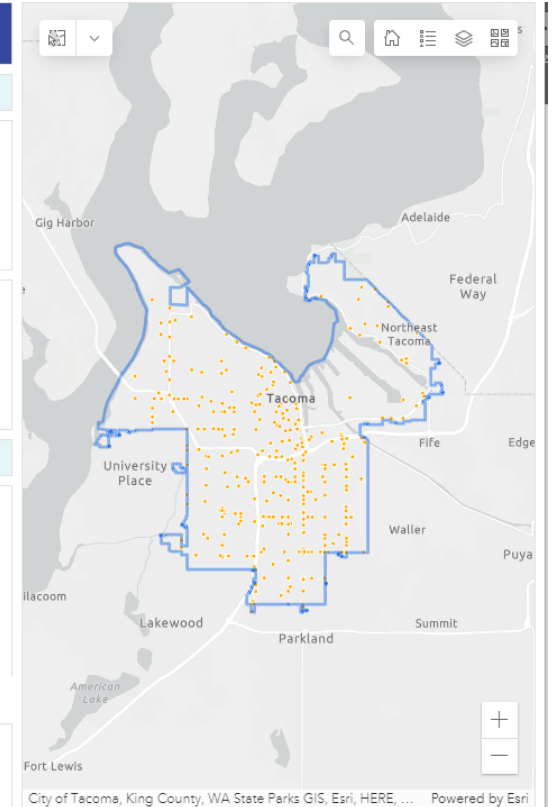 s
Gig Harbor
Adelaide
Federal
Way
Northeast
Tacoma
Tacoma
Fife
Edge
University
Place
Waller
Puya
ilacoom
Lakewood
Summit
Parkland
American
Lake
Fort Lewis
City of Tacoma, King County, WA State Parks GIS, Esri, HERE, ...
Powered by Esri